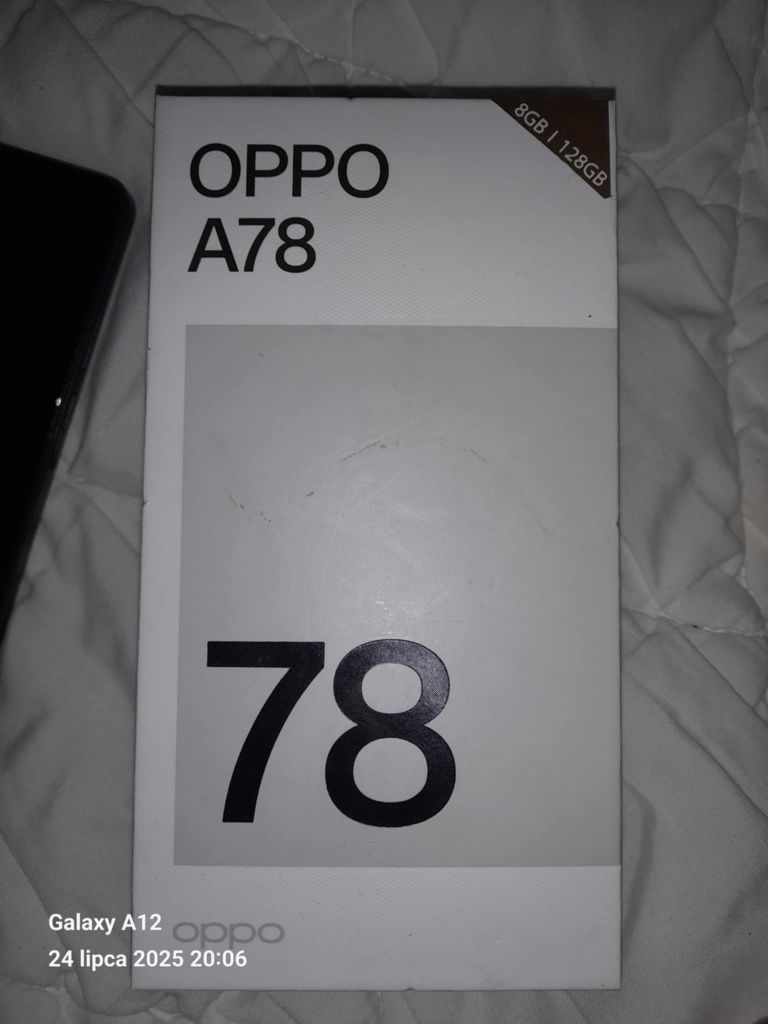 OPPO
A78
8GB | 128GB
78
oppo
Galaxy A12
24 lipca 2025 20:06